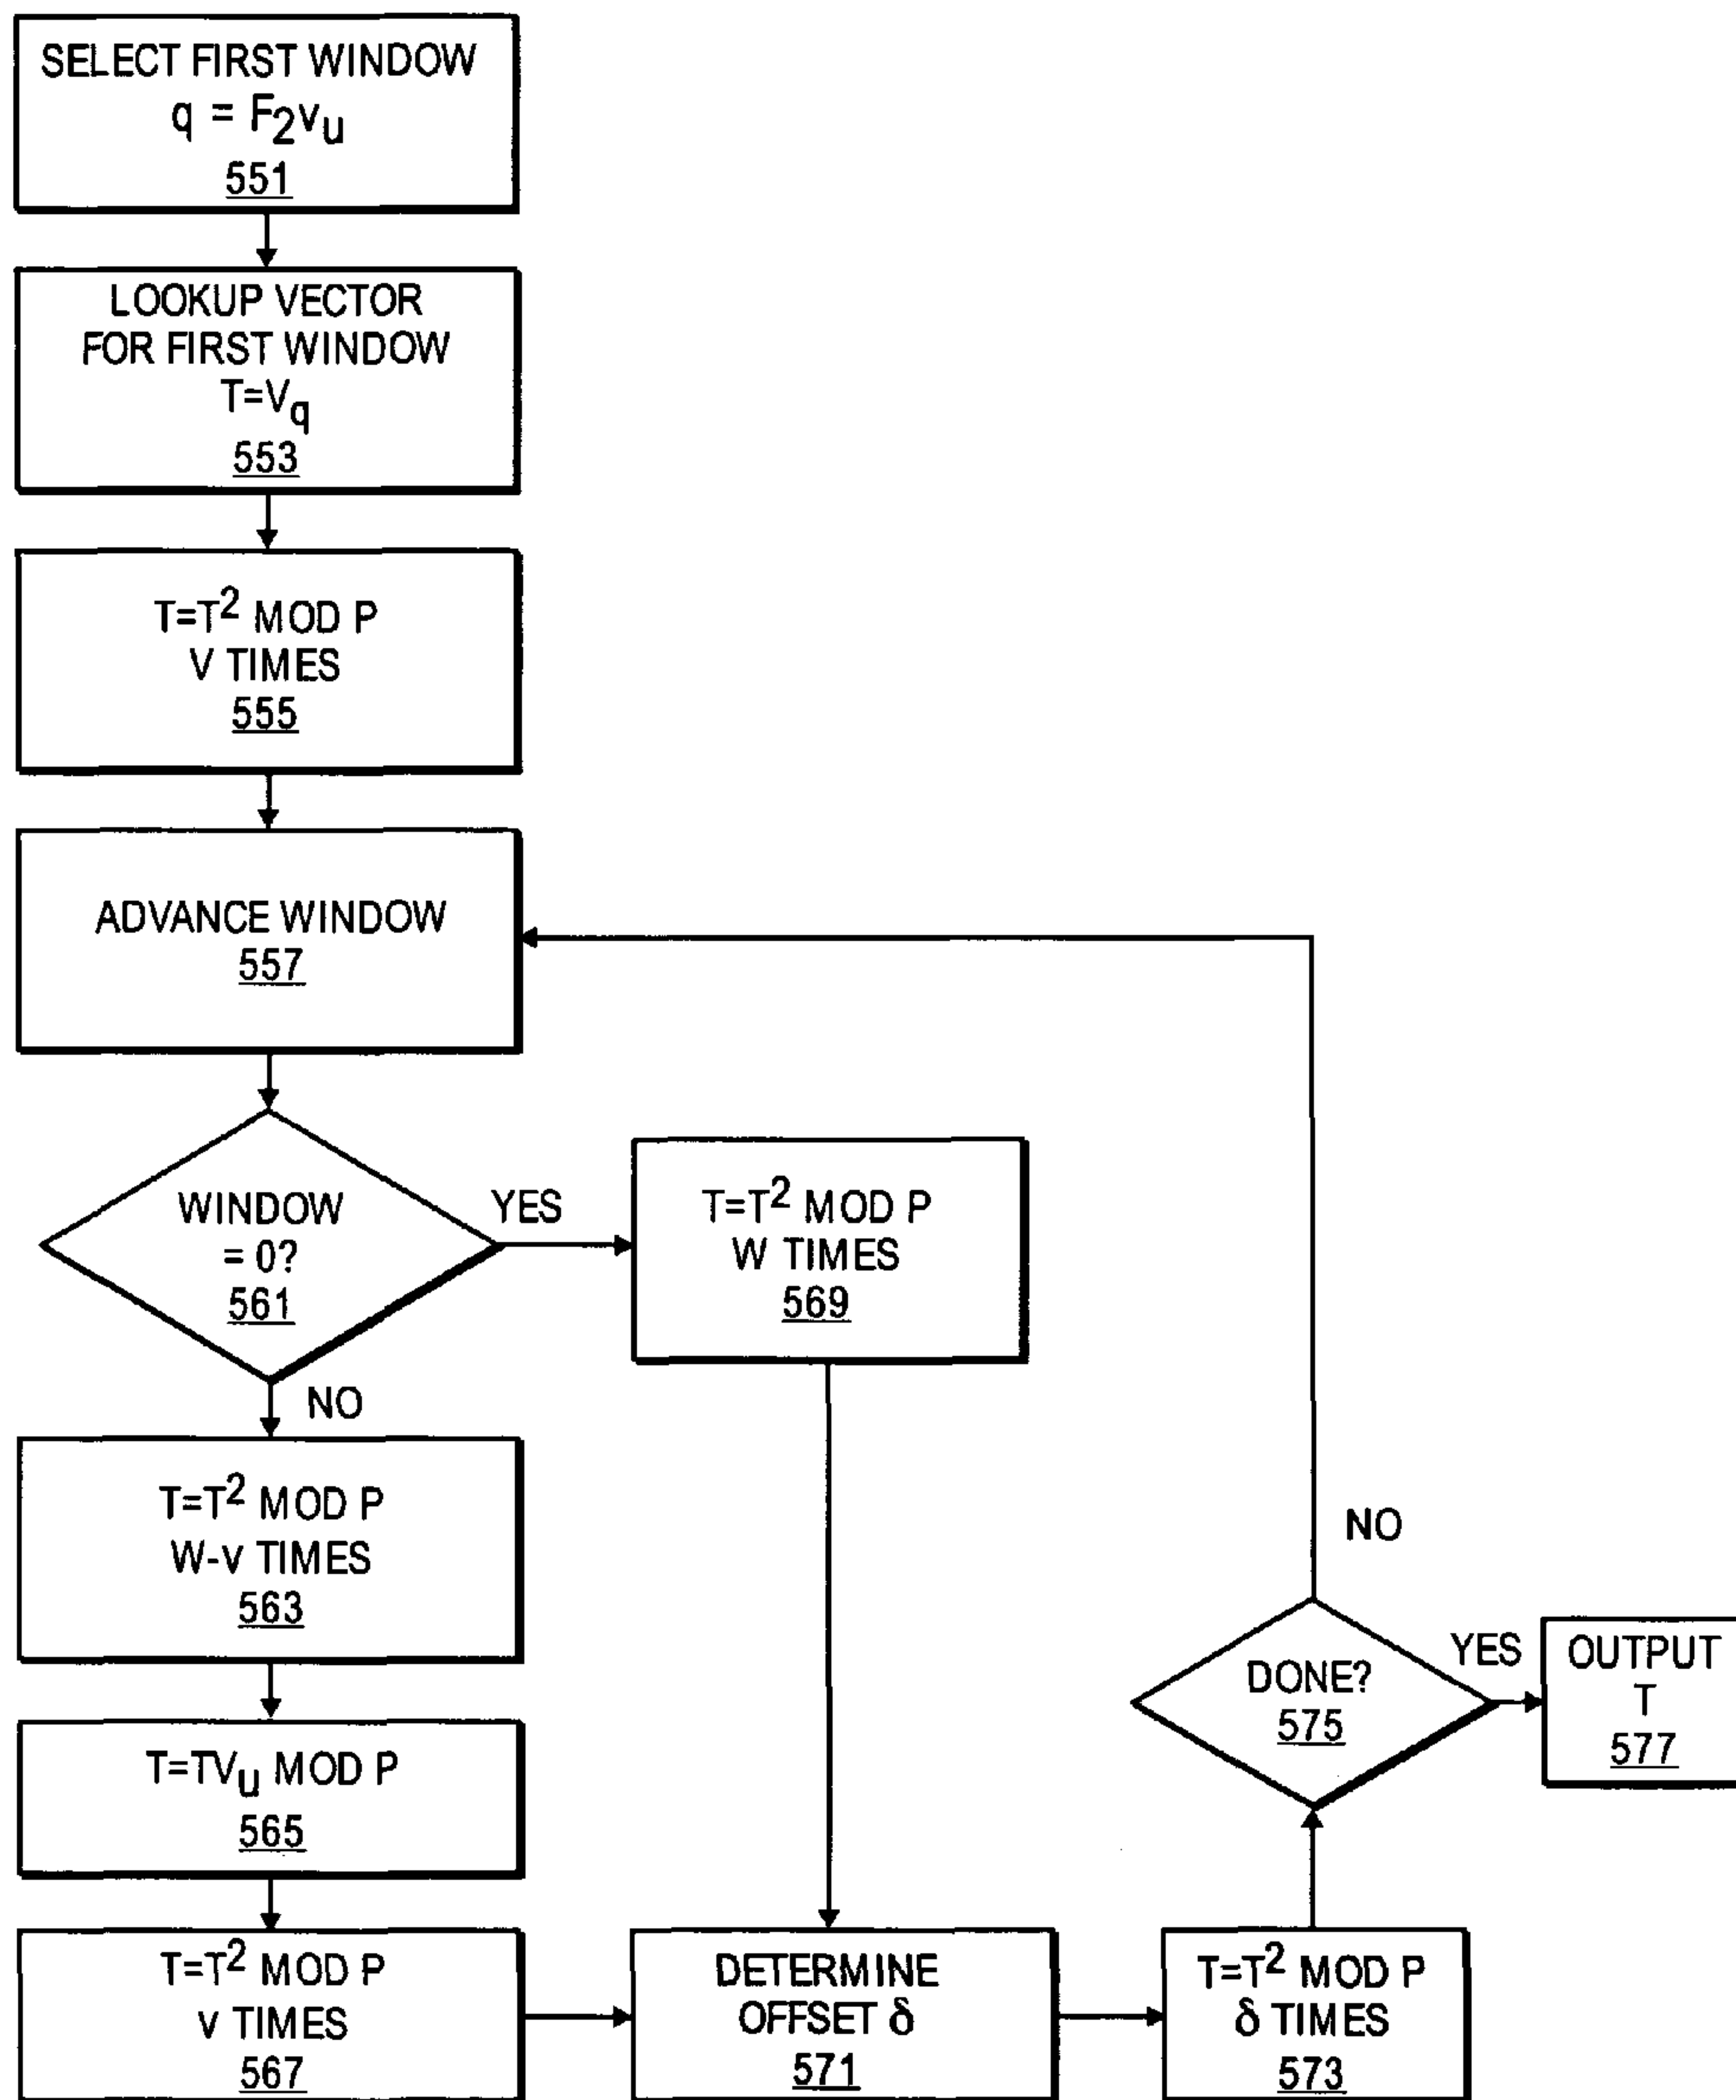 SELECT FIRST WINDOW
q = F₂vᵤ
551
LOOKUP VECTOR
FOR FIRST WINDOW
T=V_q
553
T=T² MOD P
V TIMES
555
ADVANCE WINDOW
557
WINDOW
= 0?
561
YES
T=T² MOD P
W TIMES
569
NO
T=T² MOD P
W-v TIMES
563
T=TVᵤ MOD P
565
T=T² MOD P
v TIMES
567
DETERMINE
OFFSET δ
571
T=T² MOD P
δ TIMES
573
DONE?
575
NO
YES
OUTPUT
T
577